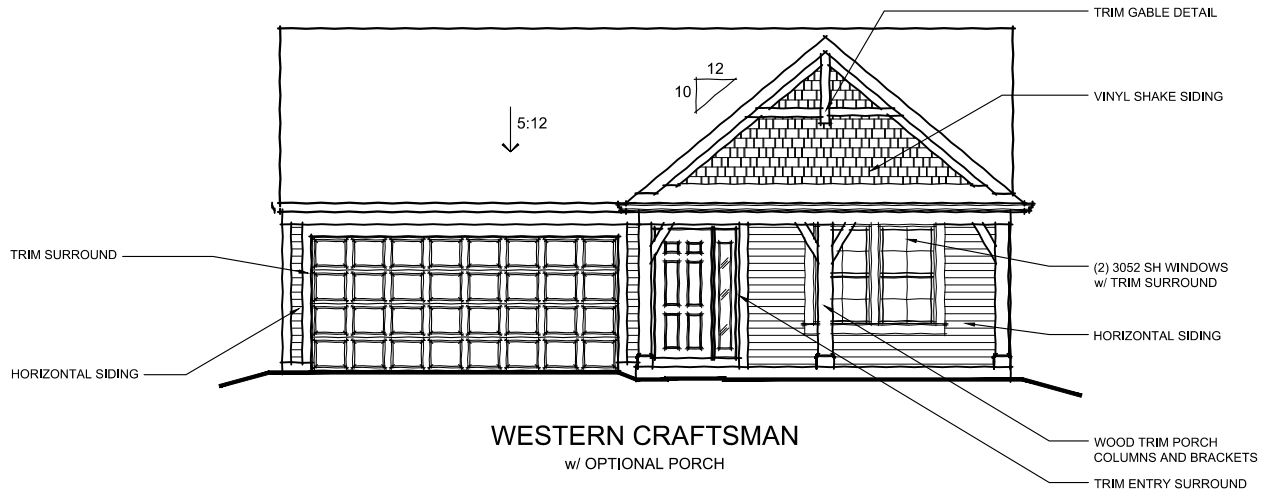 TRIM GABLE DETAIL
12
10
VINYL SHAKE SIDING
5:12
TRIM SURROUND
(2) 3052 SH WINDOWS
w/ TRIM SURROUND
HORIZONTAL SIDING
HORIZONTAL SIDING
WESTERN CRAFTSMAN
w/ OPTIONAL PORCH
WOOD TRIM PORCH
COLUMNS AND BRACKETS
TRIM ENTRY SURROUND